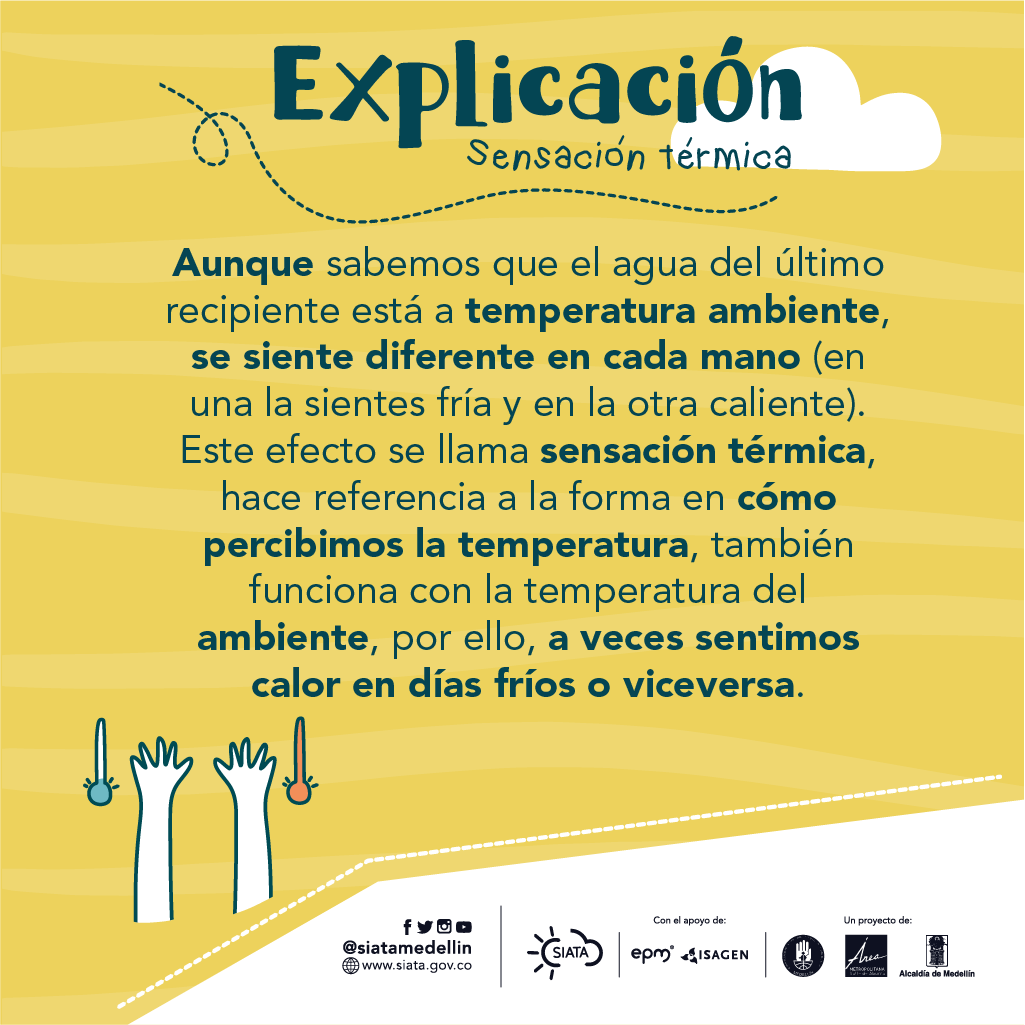 Explicación
Sensación térmica
Aunque sabemos que el agua del último
recipiente está a temperatura ambiente,
se siente diferente en cada mano (en
una la sientes fría y en la otra caliente).
Este efecto se llama sensación térmica,
hace referencia a la forma en cómo
percibimos la temperatura, también
funciona con la temperatura del
ambiente, por ello, a veces sentimos
calor en días fríos o viceversa.
@siatamedellin
www.siata.gov.co
SIATA
Con el apoyo de:
epm
ISAGEN
Un proyecto de:
Área
METROPOLITANA
Alcaldía de Medellín